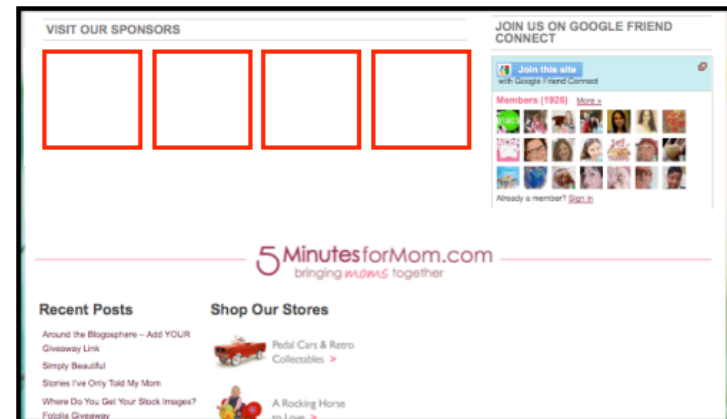 VISIT OUR SPONSORS
JOIN US ON GOOGLE FRIEND
CONNECT
Join this site
with Google Friend Connect
Members (1926) More »
Already a member? Sign in
5MinutesforMom.com
bringing moms together
Recent Posts
Around the Blogosphere – Add YOUR
Giveaway Link
Simply Beautiful
Stories I've Only Told My Mom
Where Do You Get Your Stock Images?
Fotolia Giveaway
Shop Our Stores
Pedal Cars & Retro
Collectables >
A Rocking Horse
to Love >